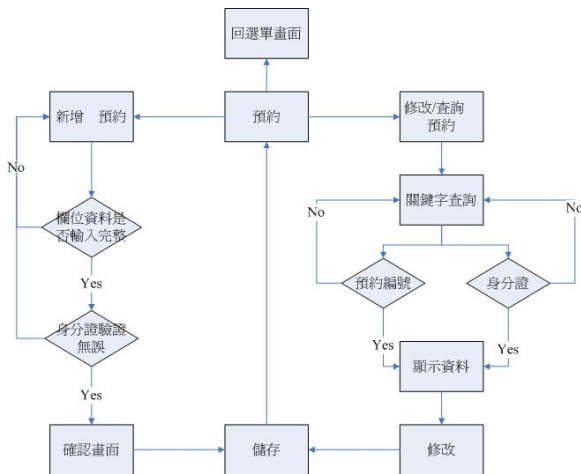 回選單畫面
新增 預約
預約
修改/查詢
預約
No
關鍵字查詢
No
No
欄位資料是
否輸入完整
預約編號
身分證
Yes
身分證驗證
無誤
Yes
Yes
顯示資料
Yes
確認畫面
儲存
修改